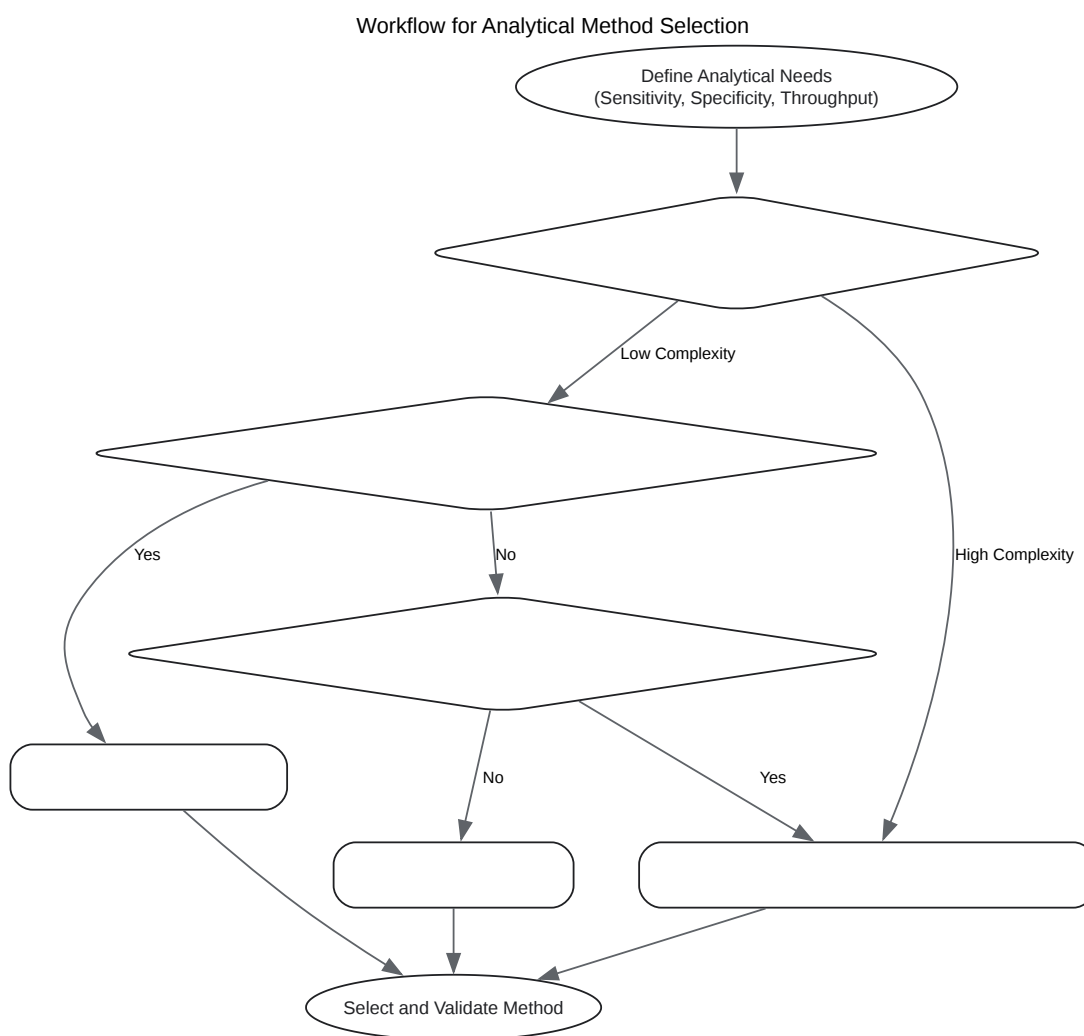 Workflow for Analytical Method Selection
Define Analytical Needs
(Sensitivity, Specificity, Throughput)
Low Complexity
Yes
No
High Complexity
No
Yes
Select and Validate Method